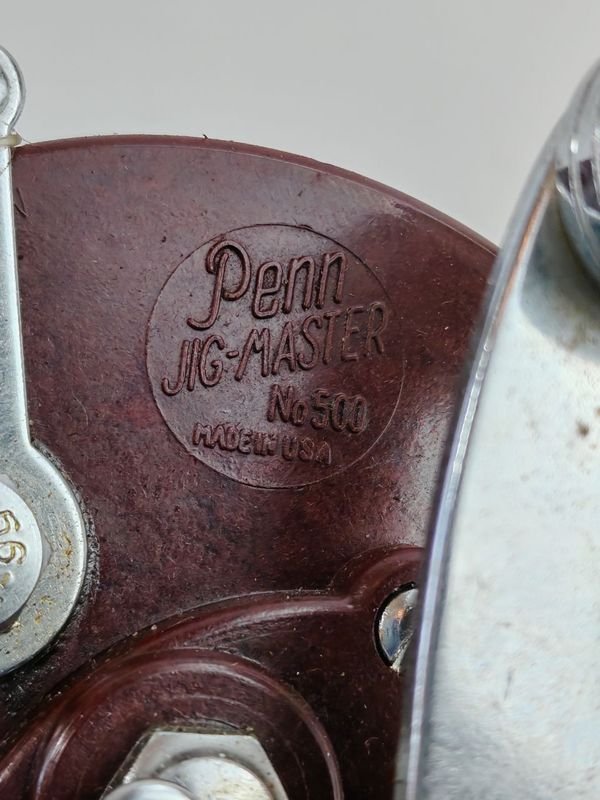 Penn
JIG-MASTER
No 500
MADE IN USA